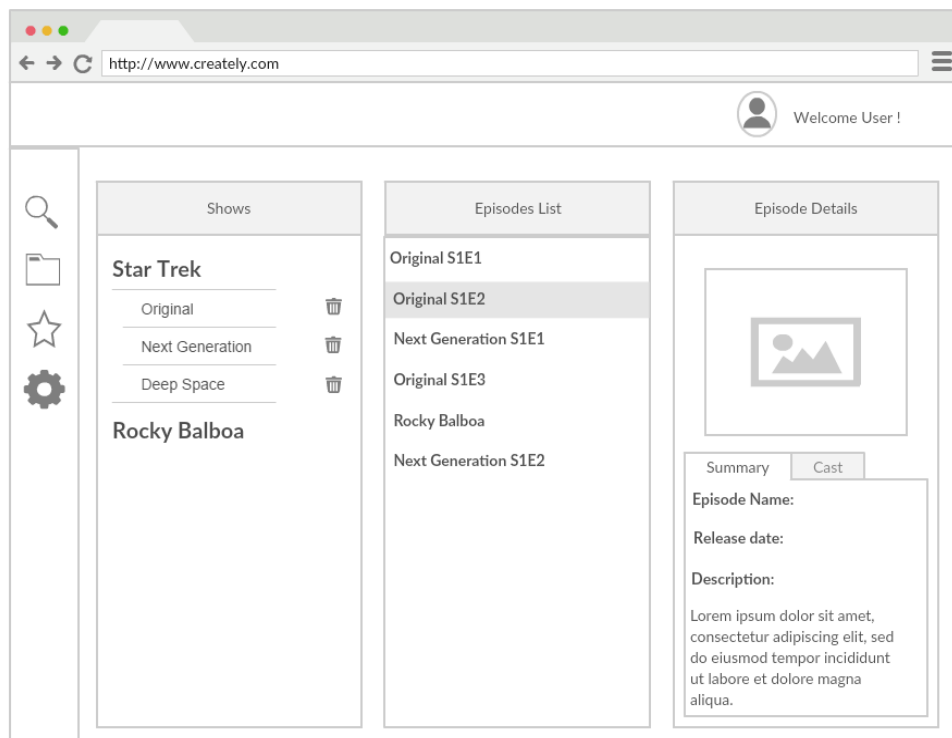 http://www.creately.com
Welcome User !
Shows
Star Trek
Original
Next Generation
Deep Space
Rocky Balboa
Episodes List
Original S1E1
Original S1E2
Next Generation S1E1
Original S1E3
Rocky Balboa
Next Generation S1E2
Episode Details
Summary
Cast
Episode Name:
Release date:
Description:
Lorem ipsum dolor sit amet,
consectetur adipiscing elit, sed
do eiusmod tempor incididunt
ut labore et dolore magna
aliqua.